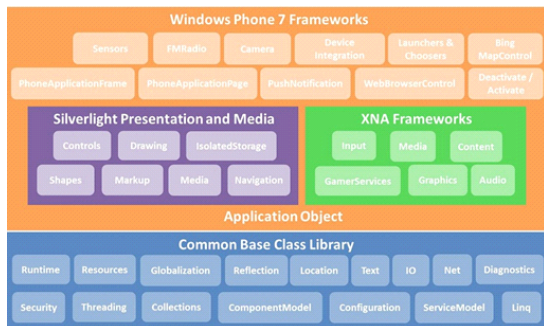 Windows Phone 7 Frameworks
Sensors FMRadio Camera Device Integration Launchers & Choosers Bing MapControl
PhoneApplicationFrame PhoneApplicationPage PushNotification WebBrowserControl Deactivate / Activate
Silverlight Presentation and Media
Controls Drawing IsolatedStorage
Shapes Markup Media Navigation
XNA Frameworks
Input Media Content
GamerServices Graphics Audio
Application Object
Common Base Class Library
Runtime Resources Globalization Reflection Location Text IO Net Diagnostics
Security Threading Collections ComponentModel Configuration ServiceModel Linq